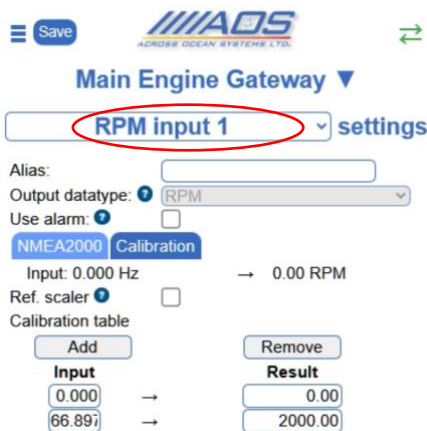 Save
AOS
ACROSS OCEAN SYSTEMS LTD.
Main Engine Gateway ▼
RPM input 1 settings
Alias:
Output datatype: ? RPM
Use alarm: ?
NMEA2000 Calibration
Input: 0.000 Hz → 0.00 RPM
Ref. scaler ?
Calibration table
Add Remove
Input Result
0.000 → 0.00
66.897 → 2000.00